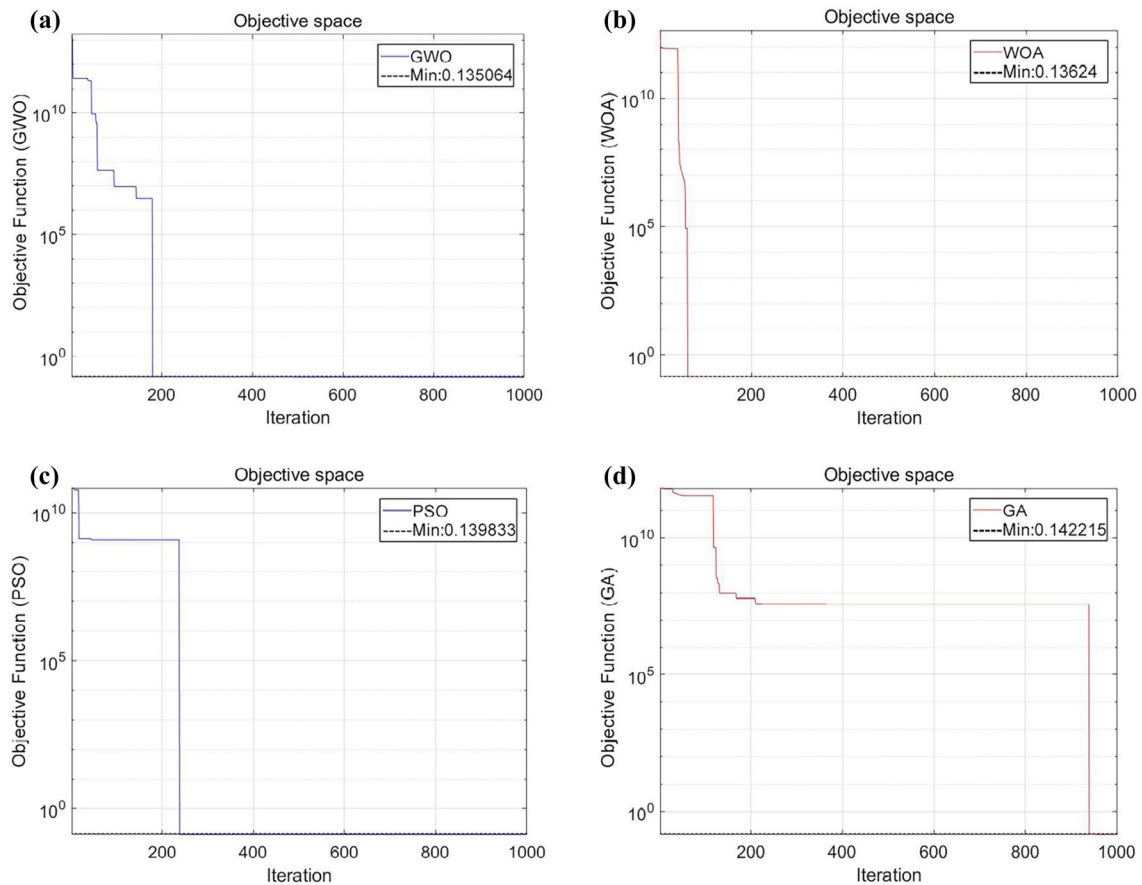 (a)
Objective space
GWO
Min:0.135064
Objective Function (GWO)
10^10
10^5
10^0
200 400 600 800 1000
Iteration
(b)
Objective space
WOA
Min:0.13624
Objective Function (WOA)
10^10
10^5
10^0
200 400 600 800 1000
Iteration
(c)
Objective space
PSO
Min:0.139833
Objective Function (PSO)
10^10
10^5
10^0
200 400 600 800 1000
Iteration
(d)
Objective space
GA
Min:0.142215
Objective Function (GA)
10^10
10^5
10^0
200 400 600 800 1000
Iteration